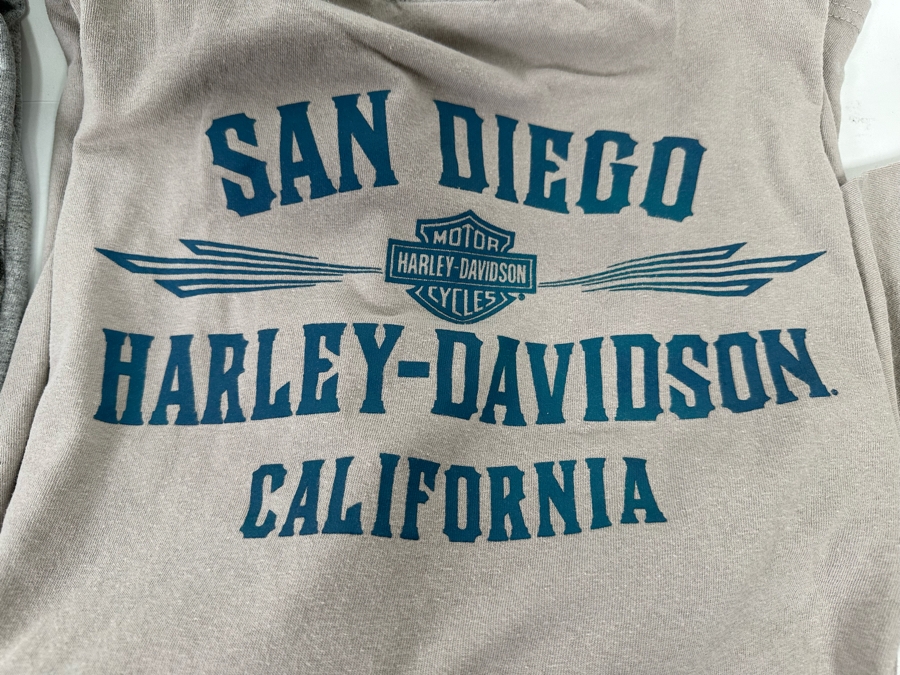 SAN DIEGO
MOTOR
HARLEY-DAVIDSON
CYCLES
HARLEY-DAVIDSON.
CALIFORNIA